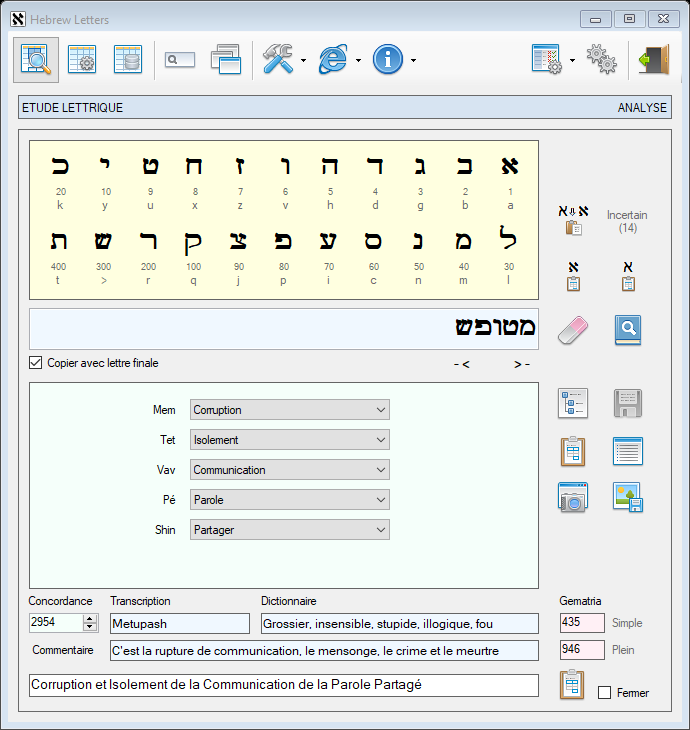 Hebrew Letters
ETUDE LETTRIQUE ANALYSE
כ י ט ח ז ו ה ד ג ב א
20 10 9 8 7 6 5 4 3 2 1
k y u x z v h d g b a
ת ש ר ק צ פ ע ס נ מ ל
400 300 200 100 90 80 70 60 50 40 30
t > r q j p i c n m l
א א Incertain
(14)
א א
מטופש
Copier avec lettre finale - < > -
Mem Corruption
Tet Isolement
Vav Communication
Pé Parole
Shin Partager
Concordance Transcription Dictionnaire Gematria
2954 Metupash Grossier, insensible, stupide, illogique, fou 435 Simple
Commentaire C'est la rupture de communication, le mensonge, le crime et le meurtre 946 Plein
Corruption et Isolement de la Communication de la Parole Partagé Fermer